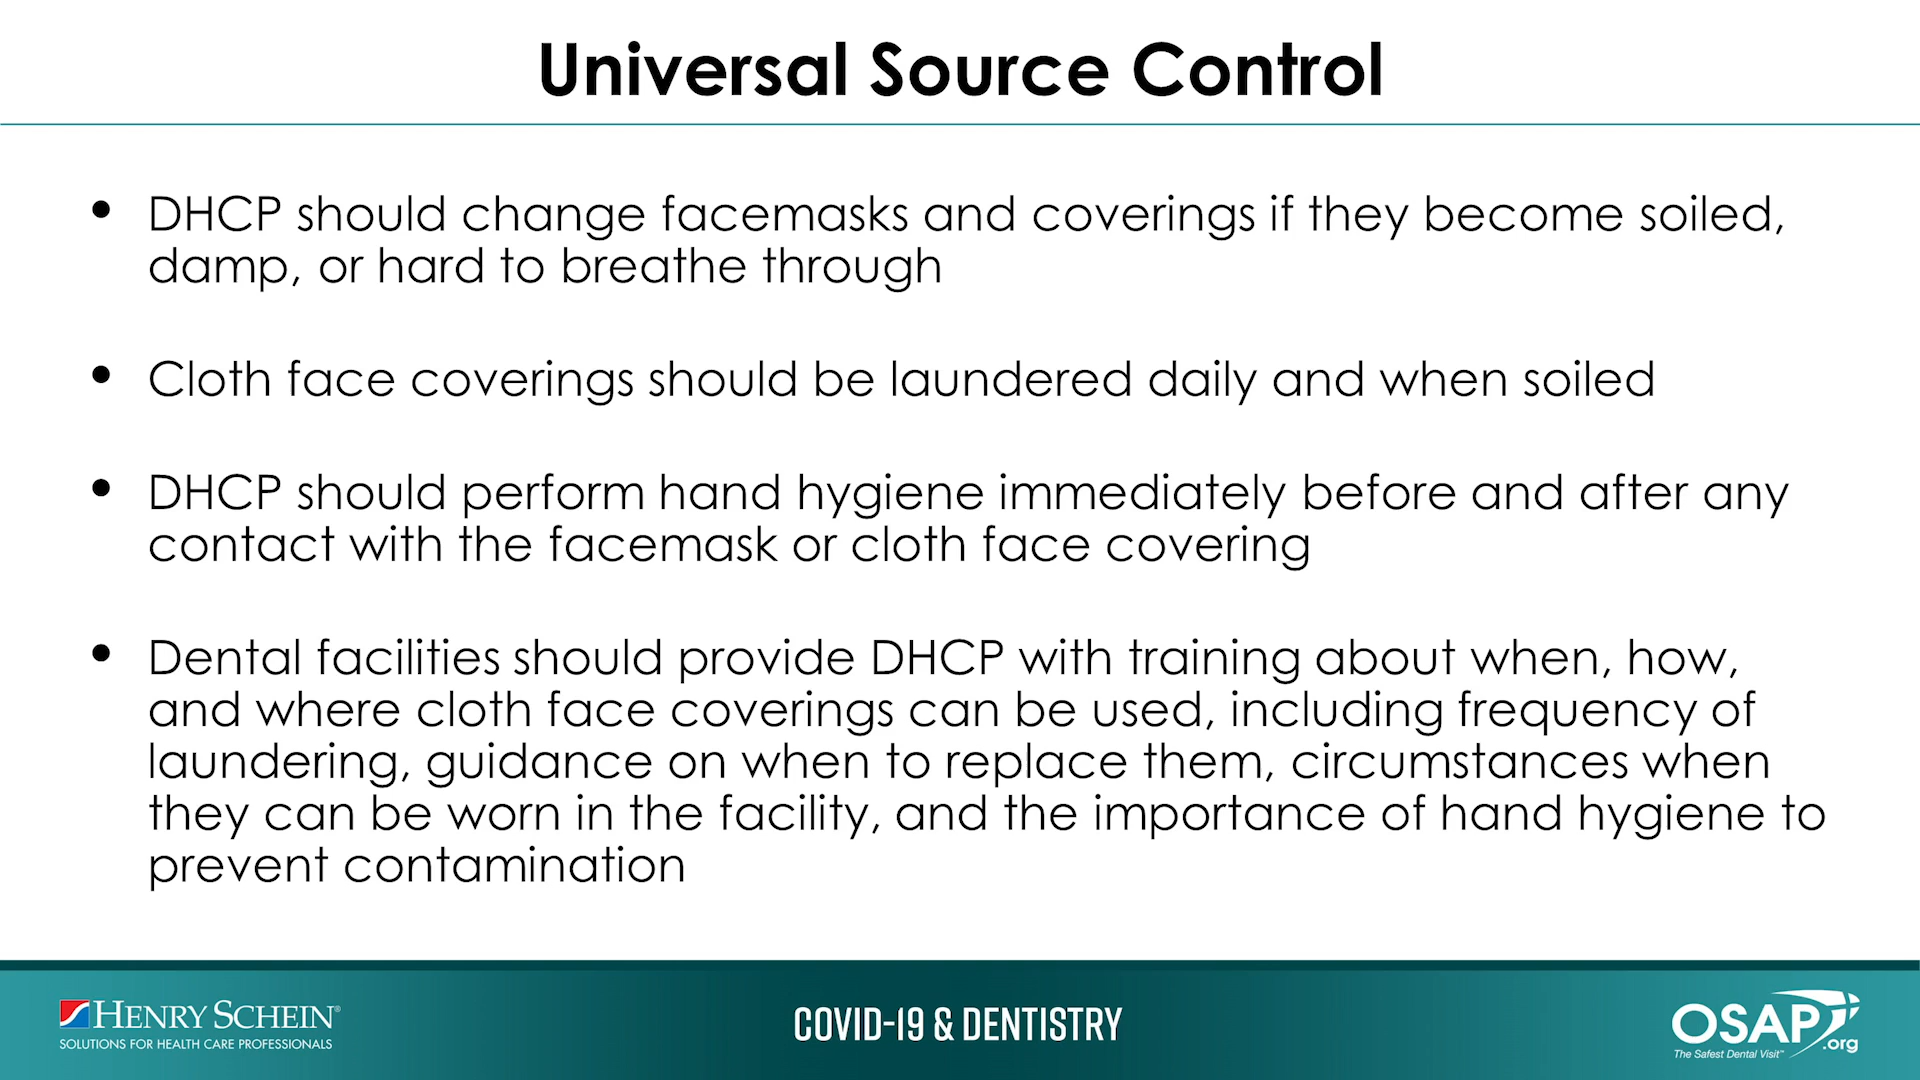 Universal Source Control
• DHCP should change facemasks and coverings if they become soiled,
damp, or hard to breathe through
• Cloth face coverings should be laundered daily and when soiled
• DHCP should perform hand hygiene immediately before and after any
contact with the facemask or cloth face covering
• Dental facilities should provide DHCP with training about when, how,
and where cloth face coverings can be used, including frequency of
laundering, guidance on when to replace them, circumstances when
they can be worn in the facility, and the importance of hand hygiene to
prevent contamination
HENRY SCHEIN®
SOLUTIONS FOR HEALTH CARE PROFESSIONALS
COVID-19 & DENTISTRY
OSAP
.org
The Safest Dental Visit™